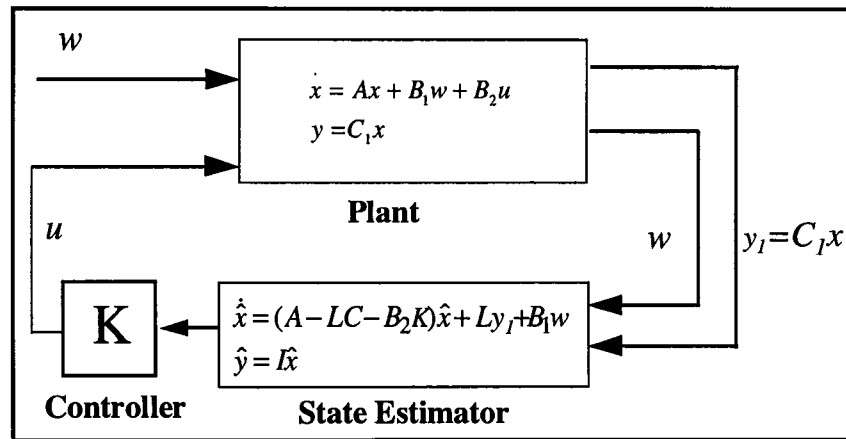 w
ẋ = Ax + B₁w + B₂u
y = C₁x
Plant
u
w
y₁=C₁x
K
x̂̇ = (A − LC − B₂K)x̂ + Ly₁+B₁w
ŷ = Ix̂
Controller
State Estimator